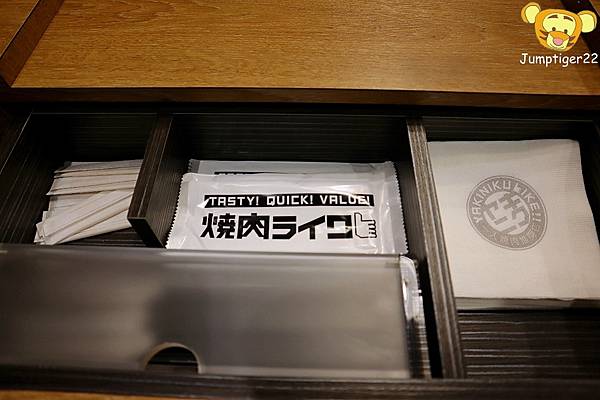 Jumptiger22
TASTY! QUICK! VALUE!
焼肉ライク
YAKINIKU LIKE!!